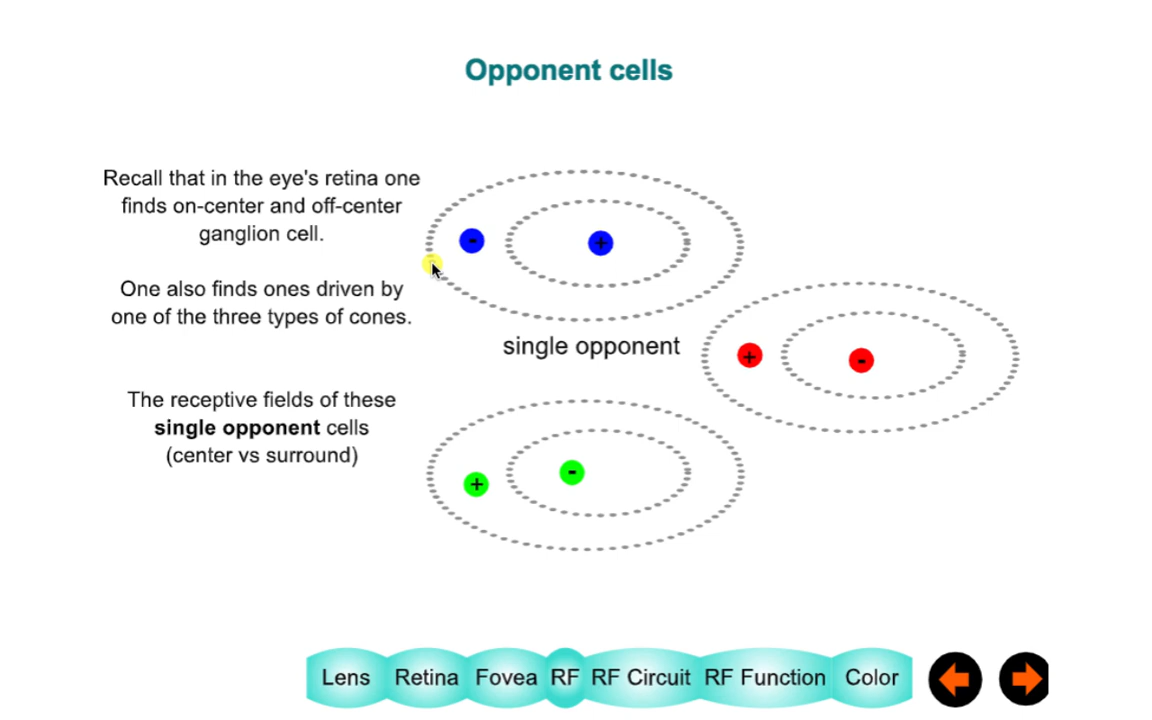 Opponent cells
Recall that in the eye's retina one
finds on-center and off-center
ganglion cell.
One also finds ones driven by
one of the three types of cones.
The receptive fields of these
single opponent cells
(center vs surround)
- +
single opponent
+ -
+ -
Lens Retina Fovea RF RF Circuit RF Function Color